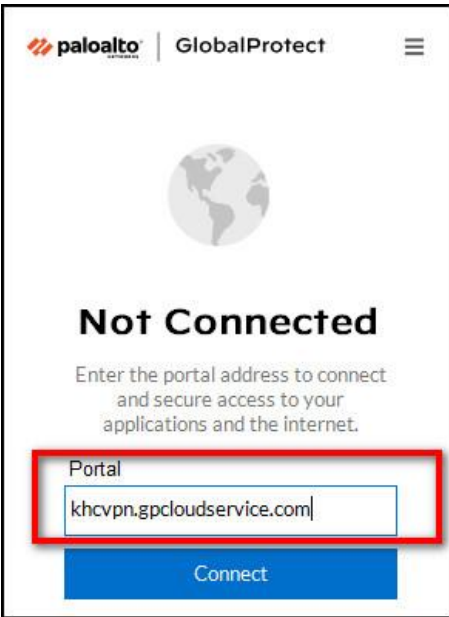 paloalto GlobalProtect
NETWORKS
Not Connected
Enter the portal address to connect
and secure access to your
applications and the internet.
Portal
khcvpn.gpcloudservice.com
Connect